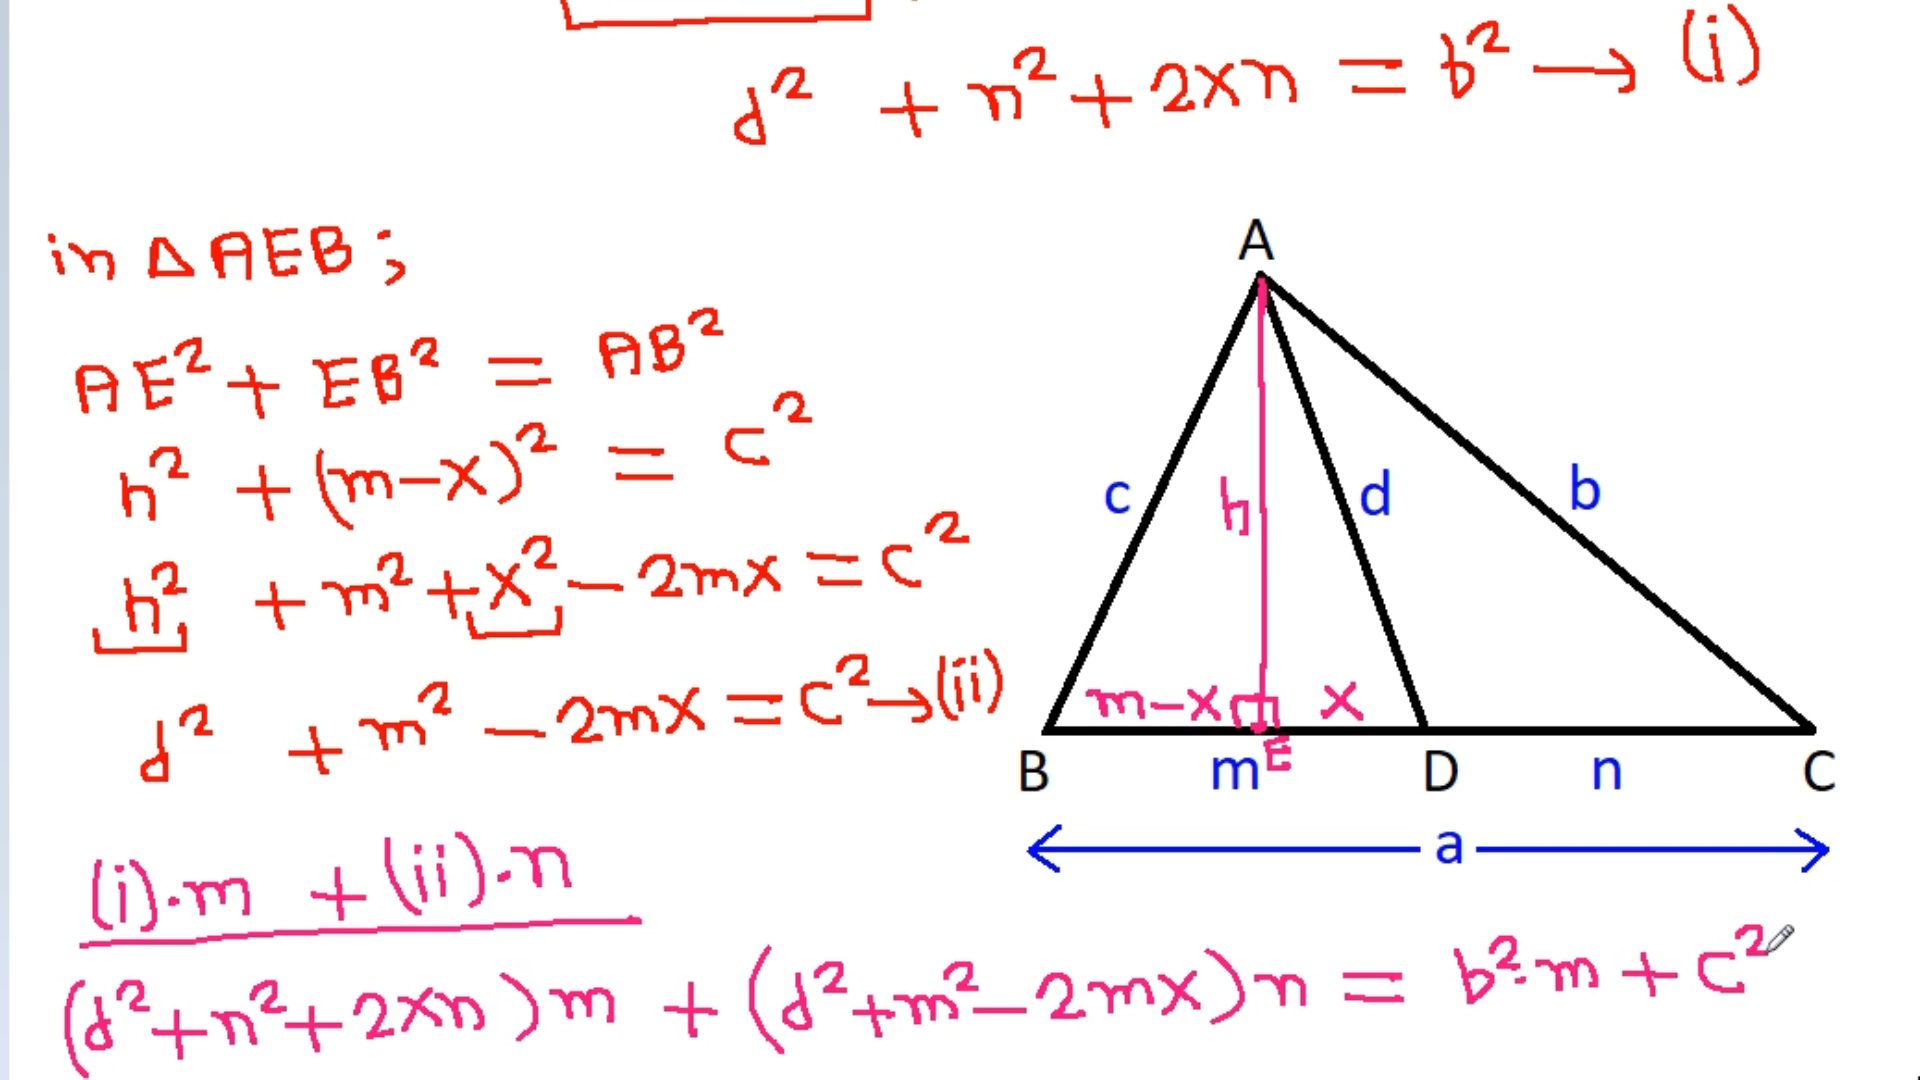 d² + n² + 2xn = b² → (i)
in Δ AEB ;
AE² + EB² = AB²
h² + (m-x)² = c²
h² + m² + x² - 2mx = c²
d² + m² - 2mx = c² → (ii)
(i)·m + (ii)·n
(d² + n² + 2xn)m + (d² + m² - 2mx)n = b²·m + c²
A
c h d b
m-x x
B m E D n C
a